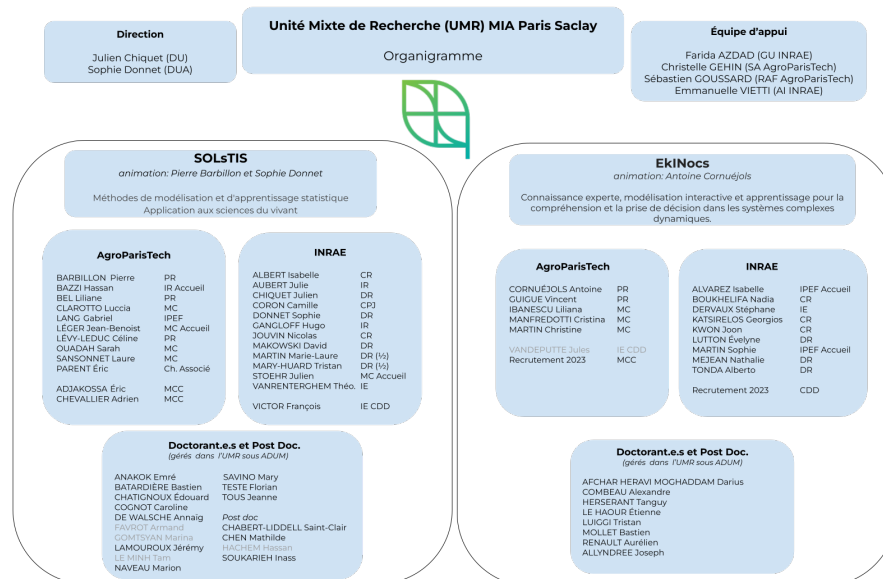 Unité Mixte de Recherche (UMR) MIA Paris Saclay
Organigramme
Direction
Julien Chiquet (DU)
Sophie Donnet (DUA)
Équipe d'appui
Farida AZDAD (GU INRAE)
Christelle GEHIN (SA AgroParisTech)
Sébastien GOUSSARD (RAF AgroParisTech)
Emmanuelle VIETTI (AI INRAE)
SOLsTIS
animation: Pierre Barbillon et Sophie Donnet
Méthodes de modélisation et d'apprentissage statistique
Application aux sciences du vivant
AgroParisTech
BARBILLON Pierre PR
BAZZI Hassan IR Accueil
BEL Liliane PR
CLAROTTO Luccia MC
LANG Gabriel IPEF
LÉGER Jean-Benoist MC Accueil
LÉVY-LEDUC Céline PR
OUADAH Sarah MC
SANSONNET Laure MC
PARENT Éric Ch. Associé
ADJAKOSSA Éric MCC
CHEVALLIER Adrien MCC
INRAE
ALBERT Isabelle CR
AUBERT Julie IR
CHIQUET Julien DR
CORON Camille CPJ
DONNET Sophie DR
GANGLOFF Hugo IR
JOUVIN Nicolas CR
MAKOWSKI David DR
MARTIN Marie-Laure DR (½)
MARY-HUARD Tristan DR (½)
STOEHR Julien MC Accueil
VANRENTERGHEM Théo. IE
VICTOR François IE CDD
Doctorant.e.s et Post Doc.
(gérés dans l'UMR sous ADUM)
ANAKOK Emré
BATARDIÈRE Bastien
CHATIGNOUX Édouard
COGNOT Caroline
DE WALSCHE Annaïg
FAVROT Armand
GOMTSYAN Marina
LAMOUROUX Jérémy
LE MINH Tam
NAVEAU Marion
SAVINO Mary
TESTE Florian
TOUS Jeanne
Post doc
CHABERT-LIDDELL Saint-Clair
CHEN Mathilde
HACHEM Hassan
SOUKARIEH Inass
EkINocs
animation: Antoine Cornuéjols
Connaissance experte, modélisation interactive et apprentissage pour la
compréhension et la prise de décision dans les systèmes complexes
dynamiques.
AgroParisTech
CORNUÉJOLS Antoine PR
GUIGUE Vincent PR
IBANESCU Liliana MC
MANFREDOTTI Cristina MC
MARTIN Christine MC
VANDEPUTTE Jules IE CDD
Recrutement 2023 MCC
INRAE
ALVAREZ Isabelle IPEF Accueil
BOUKHELIFA Nadia CR
DERVAUX Stéphane IE
KATSIRELOS Georgios CR
KWON Joon CR
LUTTON Évelyne DR
MARTIN Sophie IPEF Accueil
MEJEAN Nathalie DR
TONDA Alberto DR
Recrutement 2023 CDD
Doctorant.e.s et Post Doc.
(gérés dans l'UMR sous ADUM)
AFCHAR HERAVI MOGHADDAM Darius
COMBEAU Alexandre
HERSERANT Tanguy
LE HAOUR Étienne
LUIGGI Tristan
MOLLET Bastien
RENAULT Aurélien
ALLYNDREE Joseph